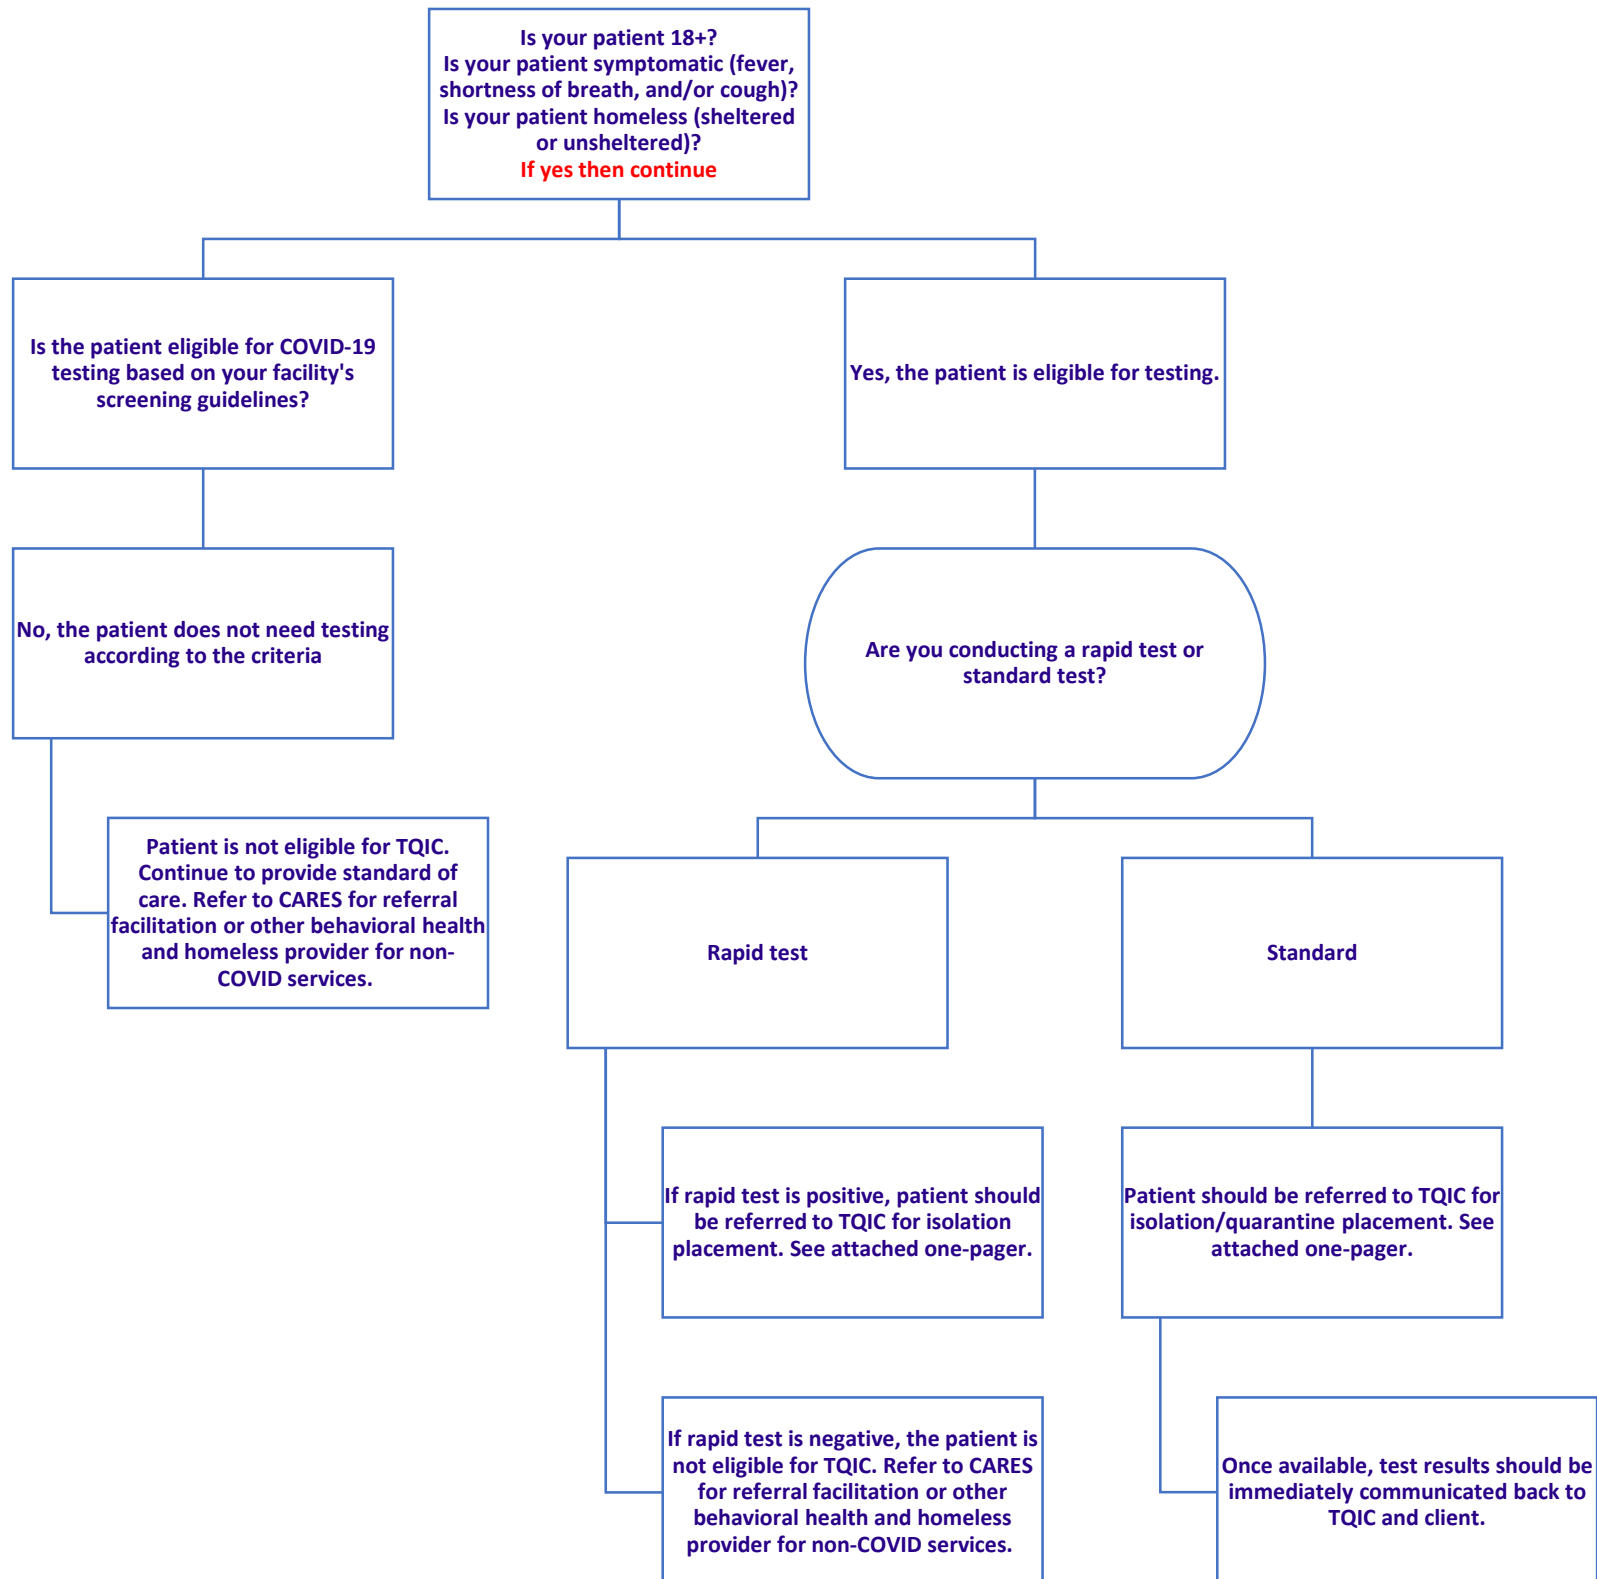 Is your patient 18+?
Is your patient symptomatic (fever,
shortness of breath, and/or cough)?
Is your patient homeless (sheltered
or unsheltered)?
If yes then continue
Is the patient eligible for COVID-19
testing based on your facility's
screening guidelines?
Yes, the patient is eligible for testing.
No, the patient does not need testing
according to the criteria
Are you conducting a rapid test or
standard test?
Patient is not eligible for TQIC.
Continue to provide standard of
care. Refer to CARES for referral
facilitation or other behavioral health
and homeless provider for non-
COVID services.
Rapid test
Standard
If rapid test is positive, patient should
be referred to TQIC for isolation
placement. See attached one-pager.
Patient should be referred to TQIC for
isolation/quarantine placement. See
attached one-pager.
If rapid test is negative, the patient is
not eligible for TQIC. Refer to CARES
for referral facilitation or other
behavioral health and homeless
provider for non-COVID services.
Once available, test results should be
immediately communicated back to
TQIC and client.